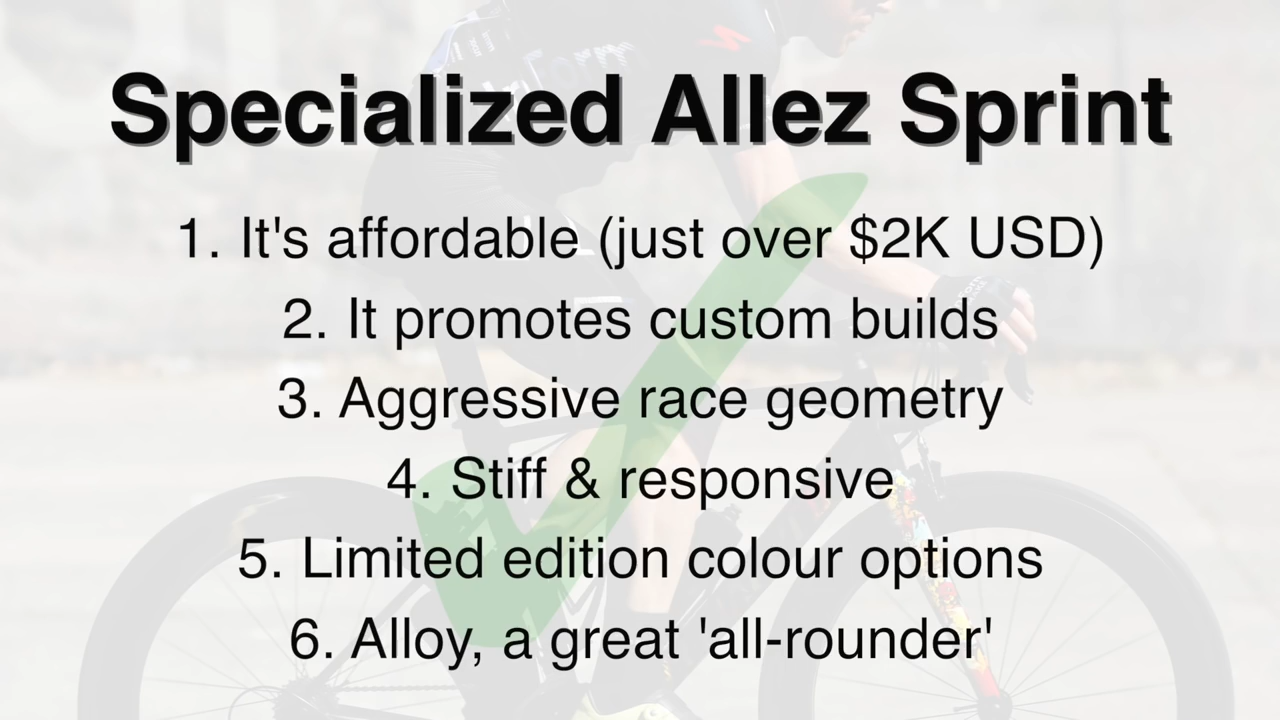 Specialized Allez Sprint
1. It's affordable (just over $2K USD)
2. It promotes custom builds
3. Aggressive race geometry
4. Stiff & responsive
5. Limited edition colour options
6. Alloy, a great 'all-rounder'